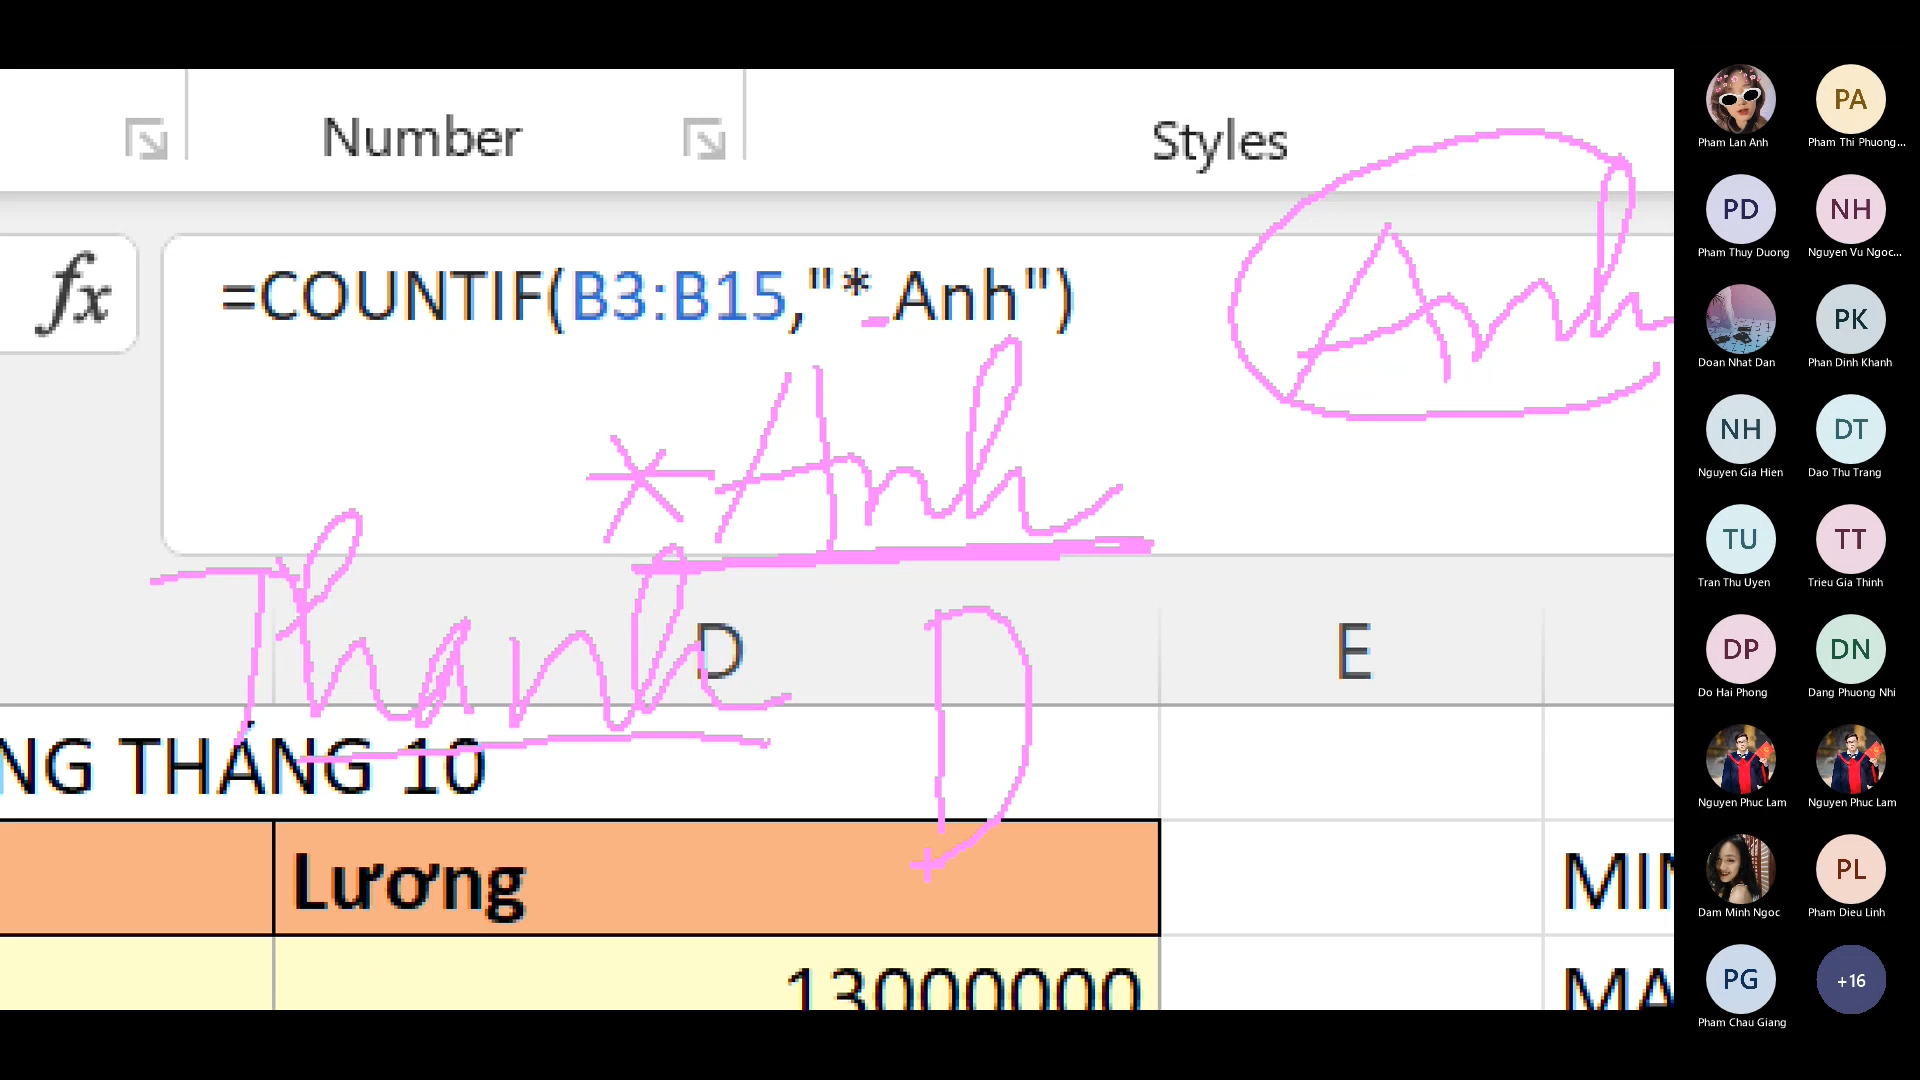 Number
Styles
fx
=COUNTIF(B3:B15,"* Anh")
Anh
*Anh
Thanh
D
D
E
NG THÁNG 10
Lương
MIN
13000000
MA
Pham Lan Anh
PA
Pham Thi Phuong...
PD
Pham Thuy Duong
NH
Nguyen Vu Ngoc...
Doan Nhat Dan
PK
Phan Dinh Khanh
NH
Nguyen Gia Hien
DT
Dao Thu Trang
TU
Tran Thu Uyen
TT
Trieu Gia Thinh
DP
Do Hai Phong
DN
Dang Phuong Nhi
Nguyen Phuc Lam
Nguyen Phuc Lam
Dam Minh Ngoc
PL
Pham Dieu Linh
PG
Pham Chau Giang
+16